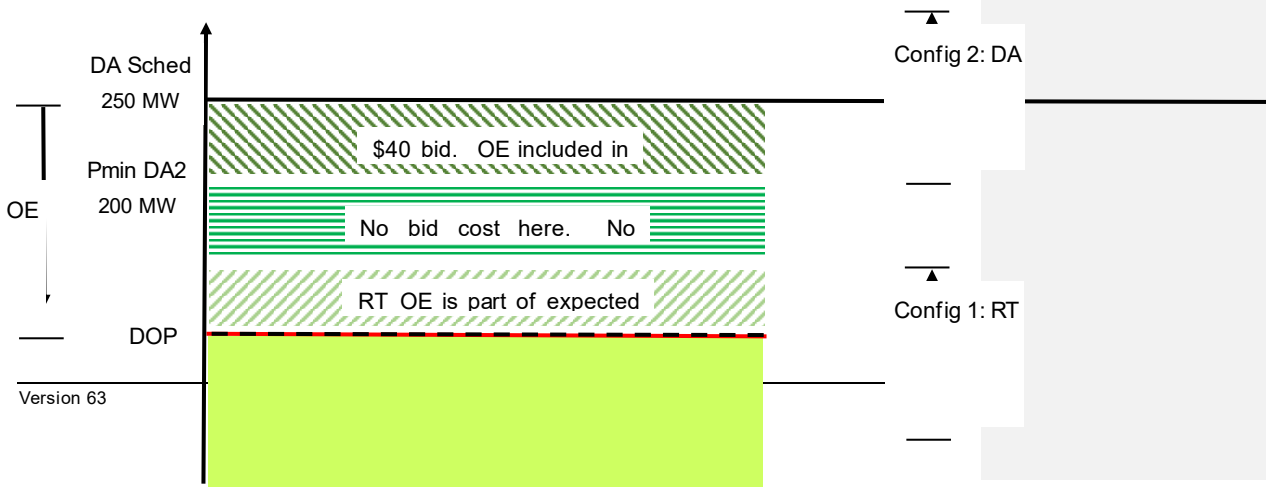 Config 2: DA
DA Sched
250 MW
$40 bid. OE included in
Pmin DA2
200 MW
OE
No bid cost here. No
RT OE is part of expected
Config 1: RT
DOP
Version 63